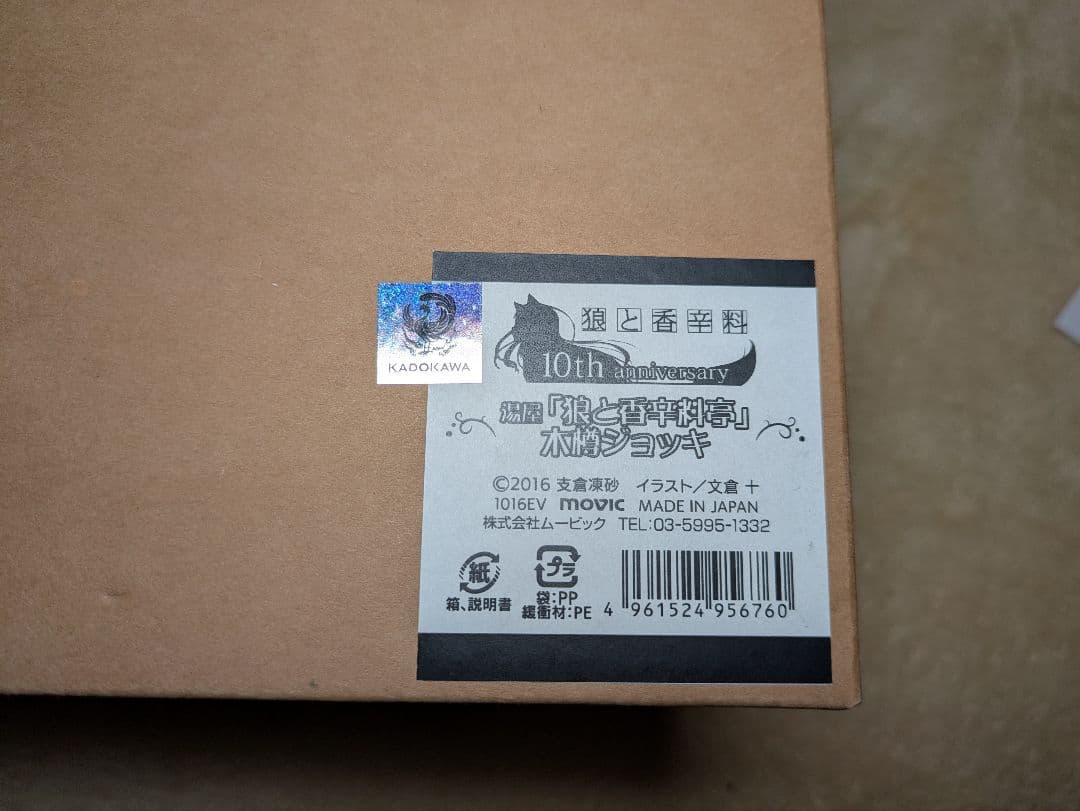 KADOKAWA
狼と香辛料
10th anniversary
湯屋「狼と香辛料亭」
木樽ジョッキ
©2016 支倉凍砂 イラスト/文倉 十
1016EV movic MADE IN JAPAN
株式会社ムービック TEL:03-5995-1332
紙
箱、説明書
プラ
袋:PP
緩衝材:PE
4 961524 956760